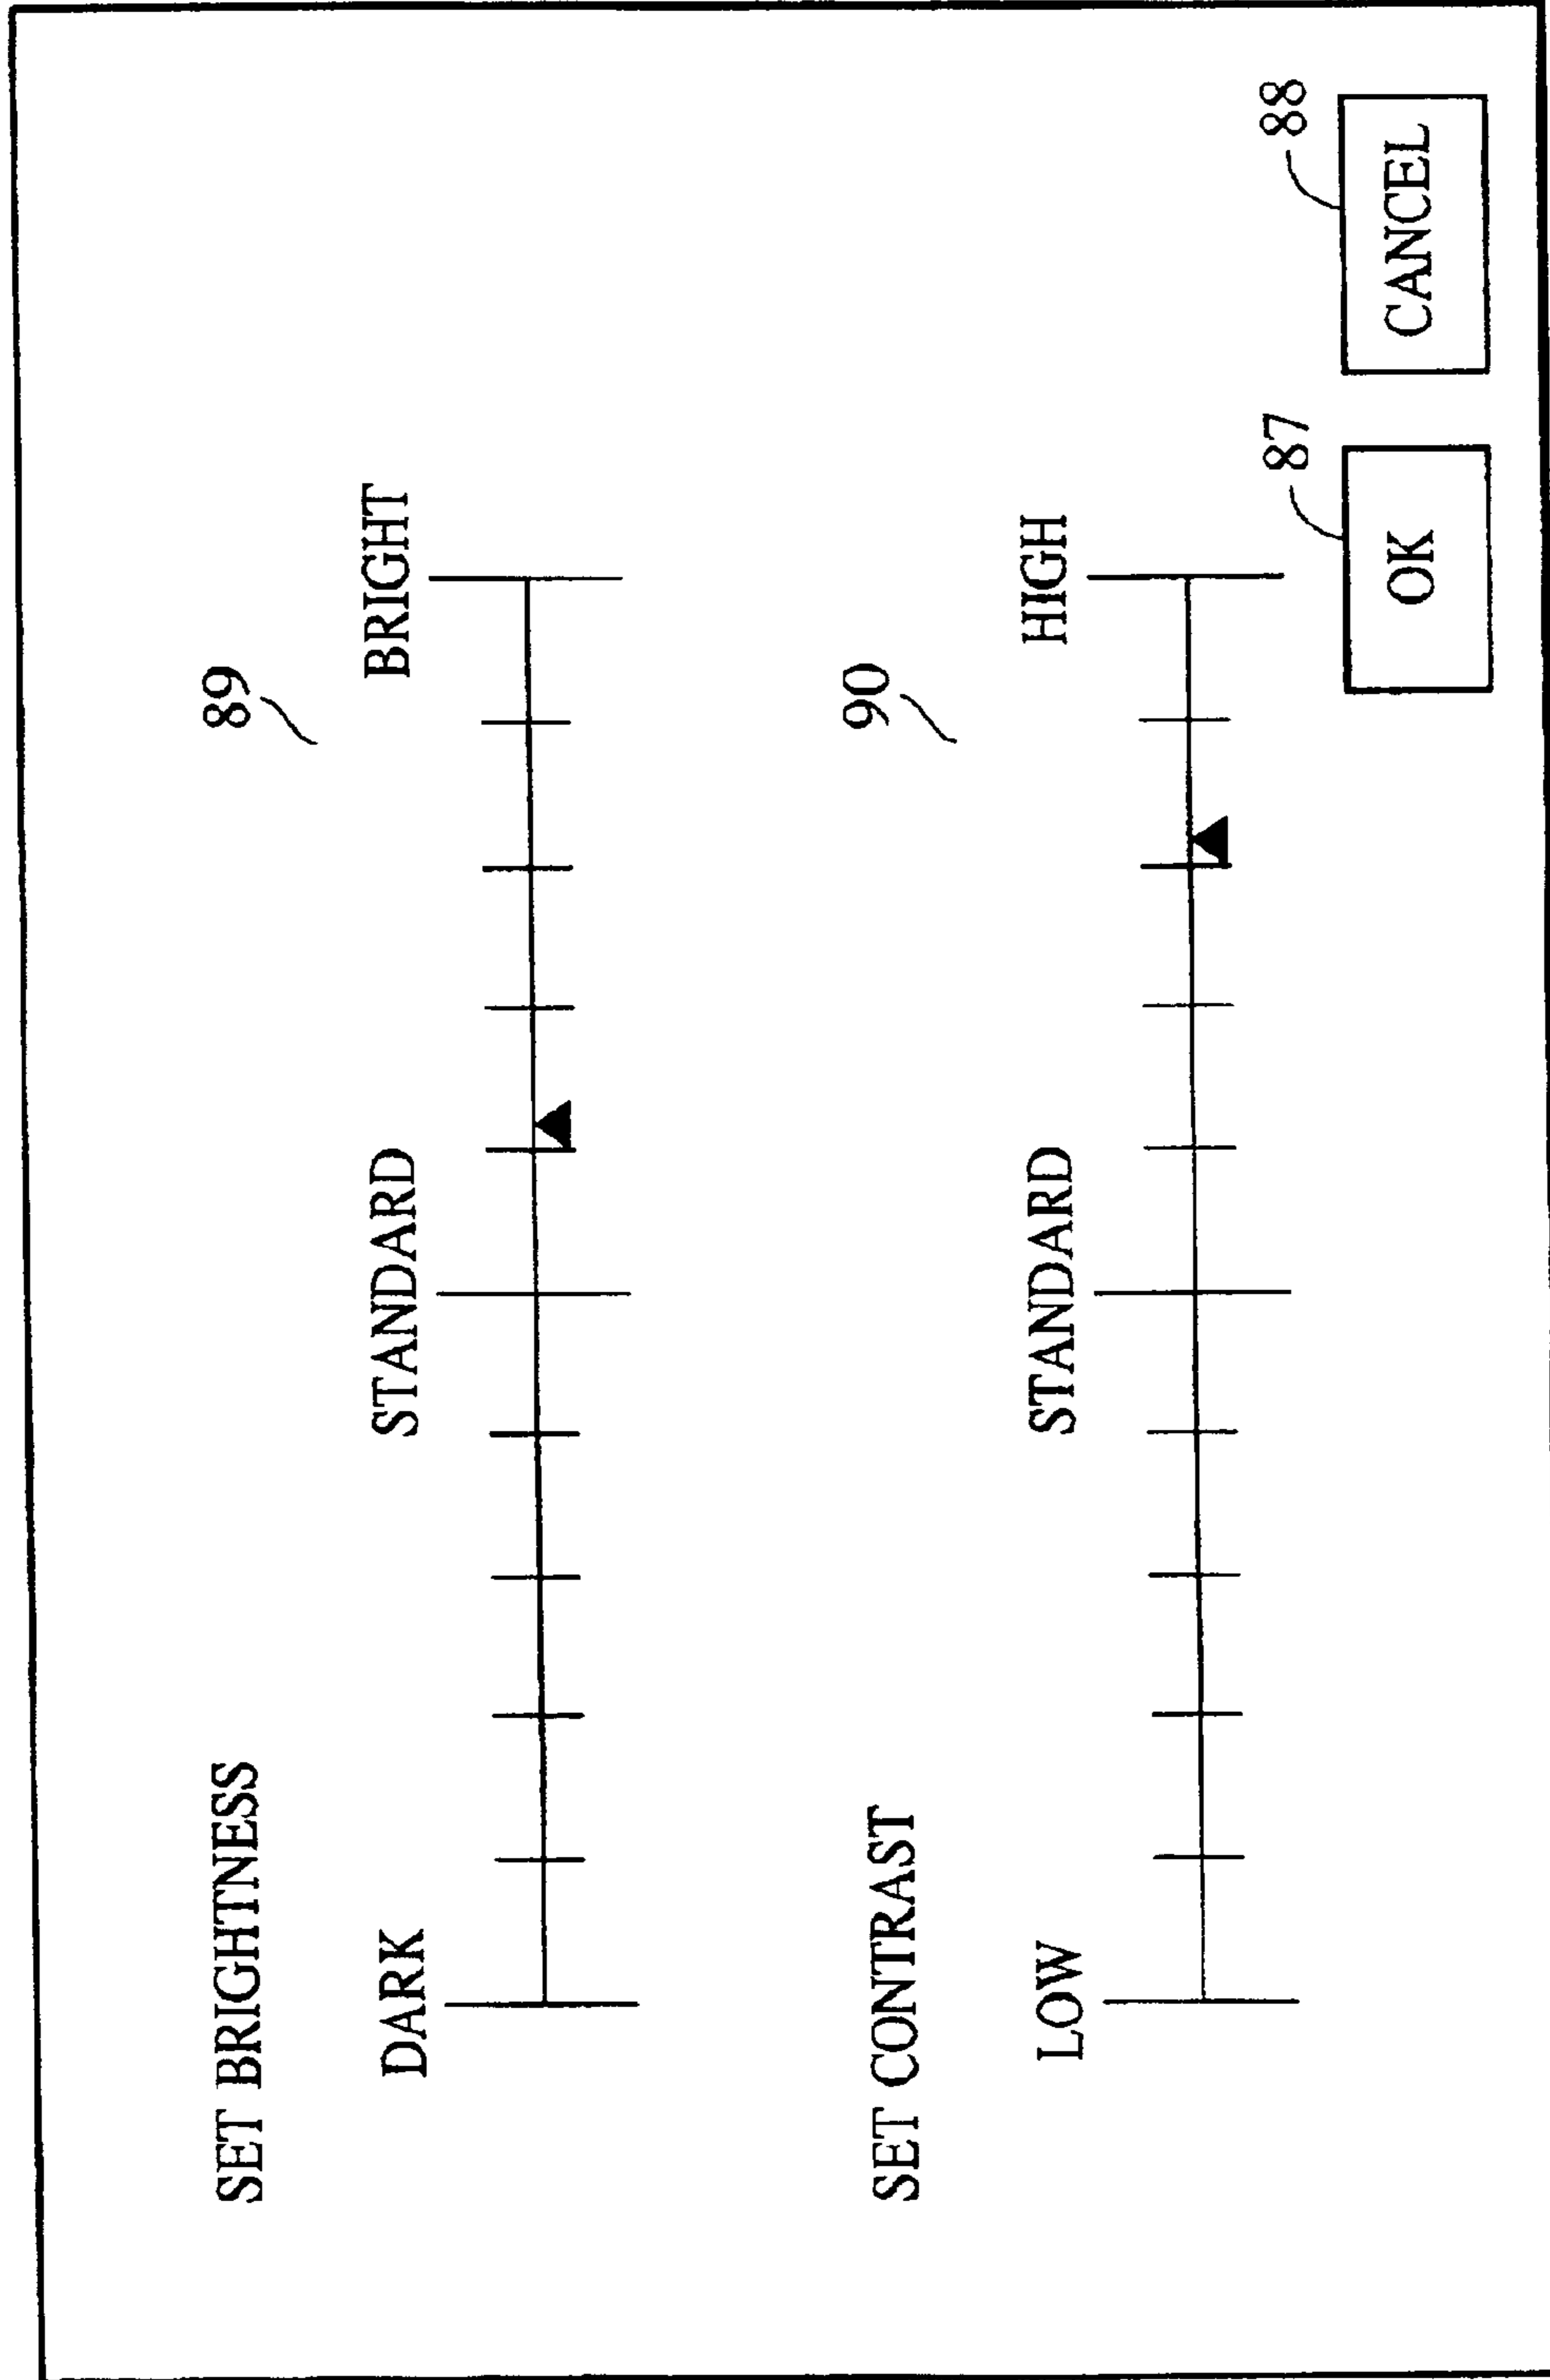 SET BRIGHTNESS
89
DARK STANDARD BRIGHT
SET CONTRAST
90
LOW STANDARD HIGH
87 88
OK CANCEL